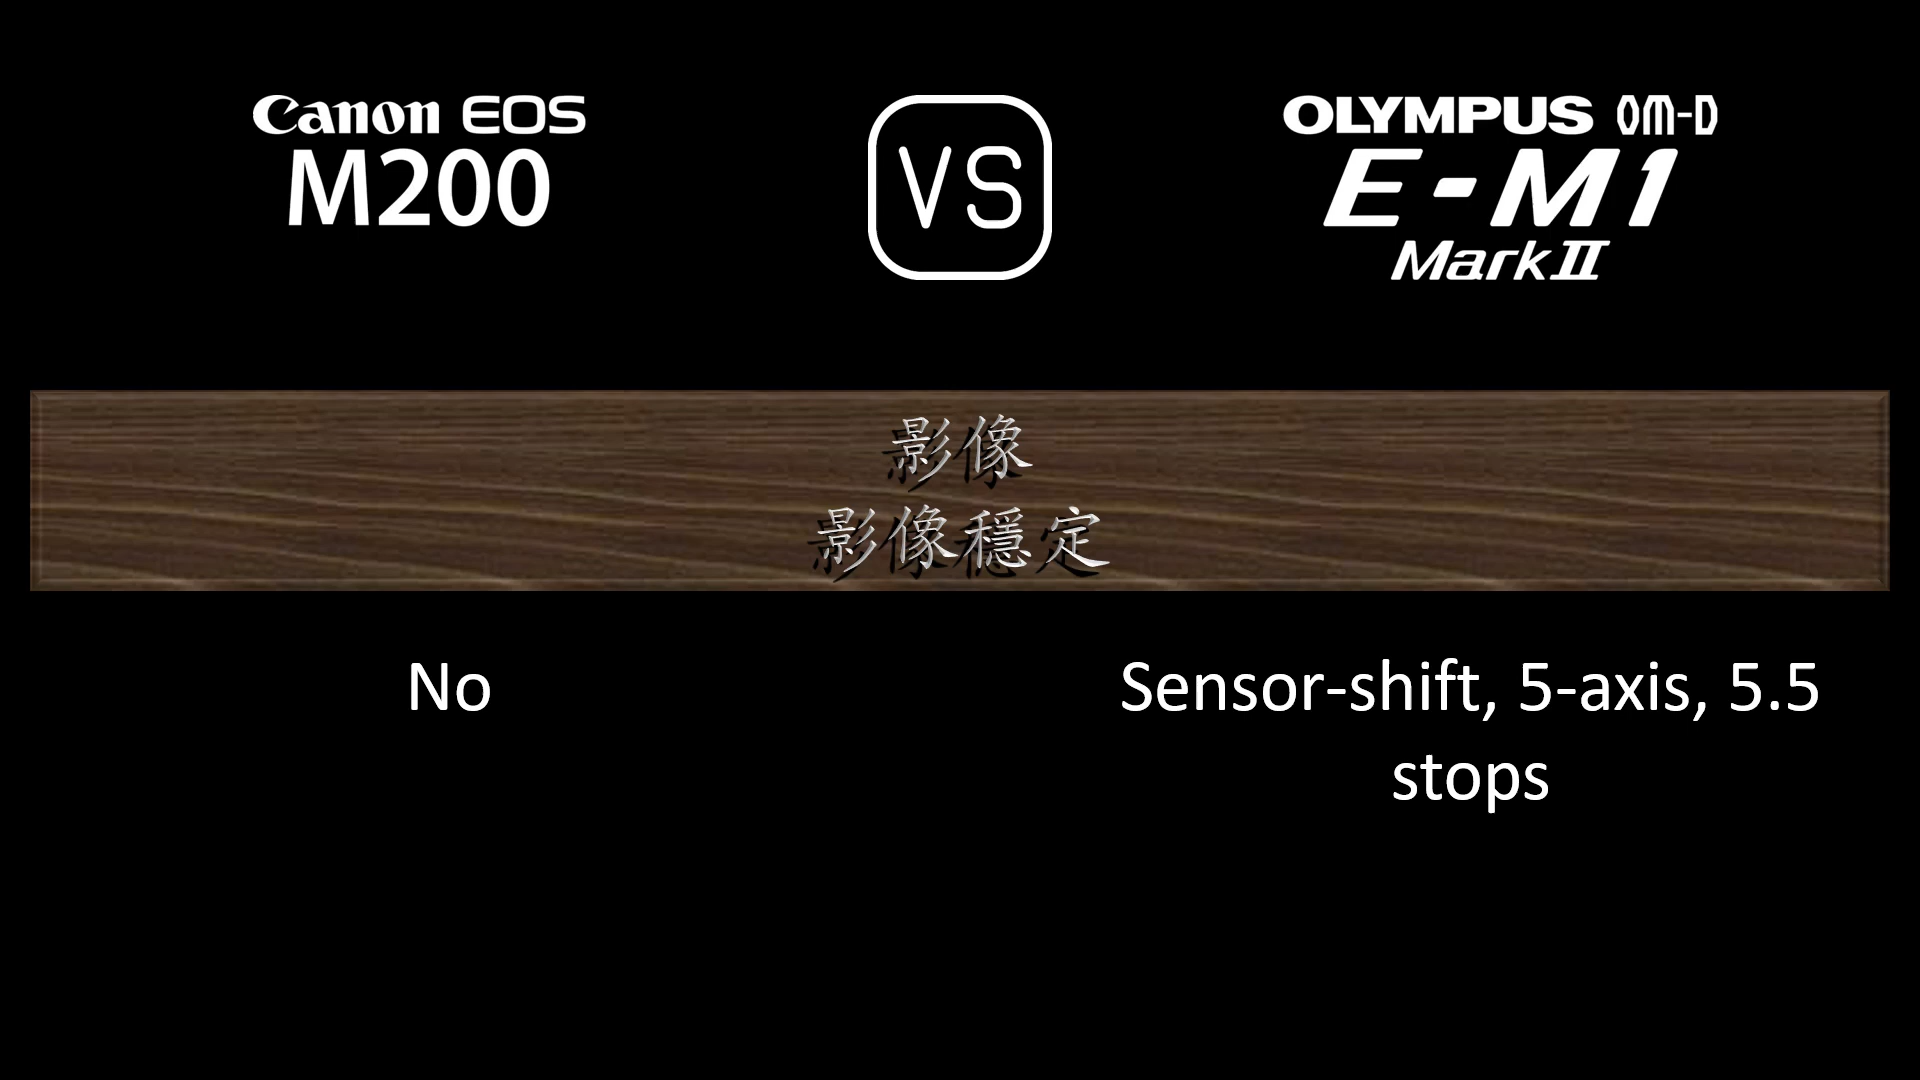 Canon EOS
M200
VS
OLYMPUS OM-D
E-M1
Mark II
影像
影像穩定
No
Sensor-shift, 5-axis, 5.5
stops